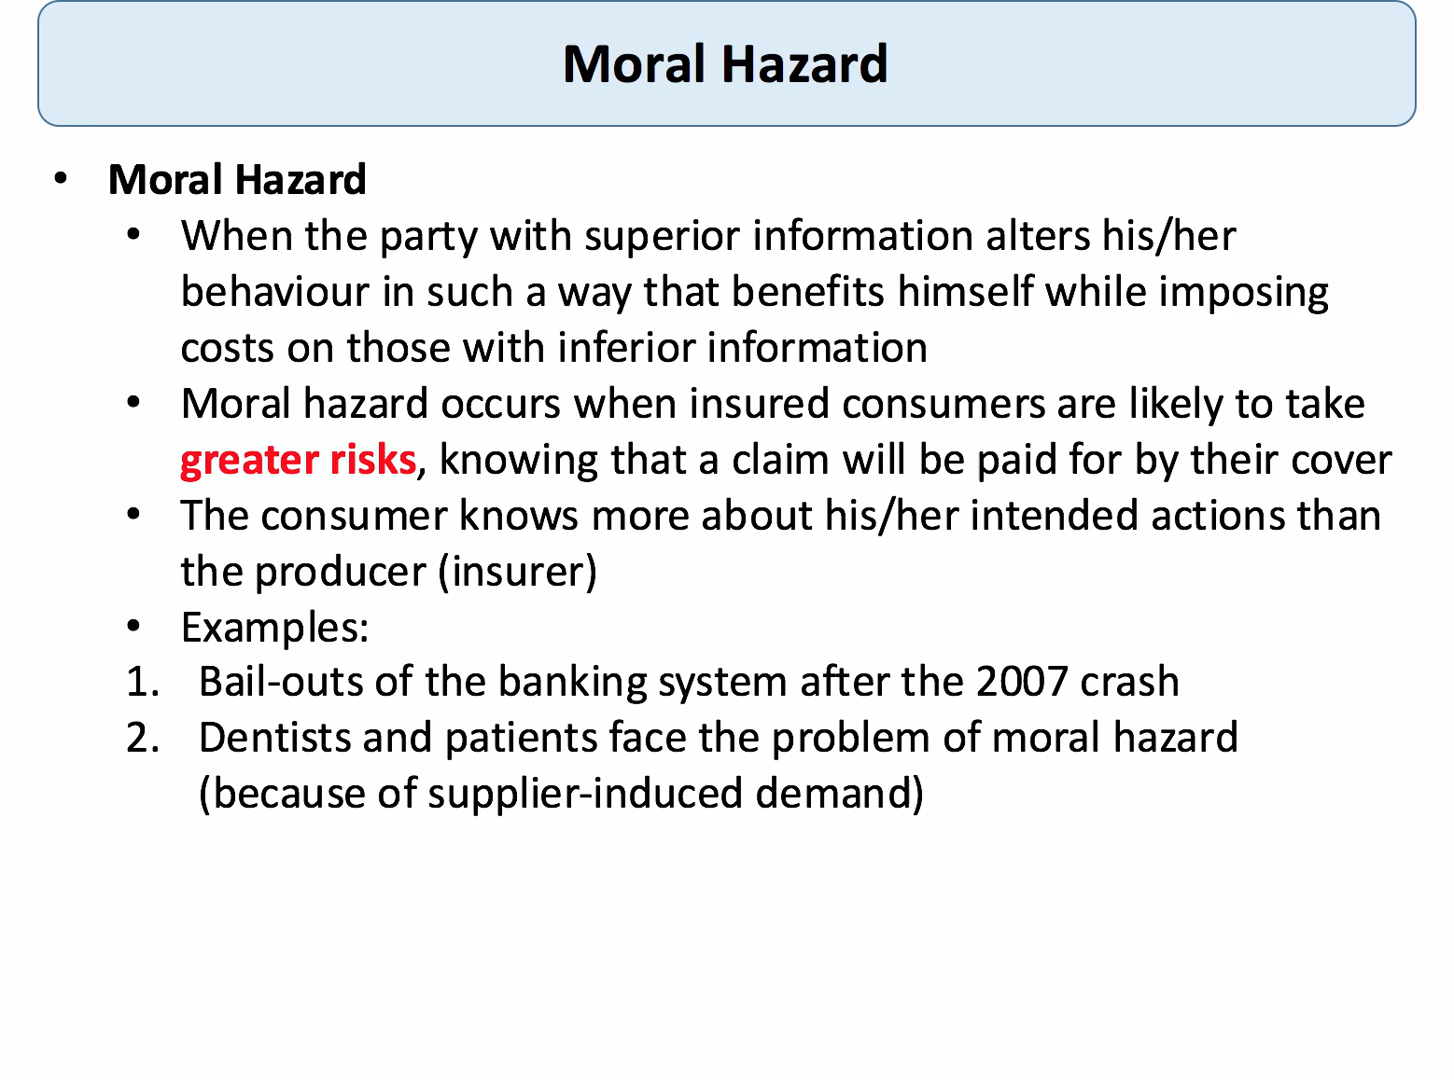 Moral Hazard
• Moral Hazard
• When the party with superior information alters his/her
behaviour in such a way that benefits himself while imposing
costs on those with inferior information
• Moral hazard occurs when insured consumers are likely to take
greater risks, knowing that a claim will be paid for by their cover
• The consumer knows more about his/her intended actions than
the producer (insurer)
• Examples:
1. Bail-outs of the banking system after the 2007 crash
2. Dentists and patients face the problem of moral hazard
(because of supplier-induced demand)